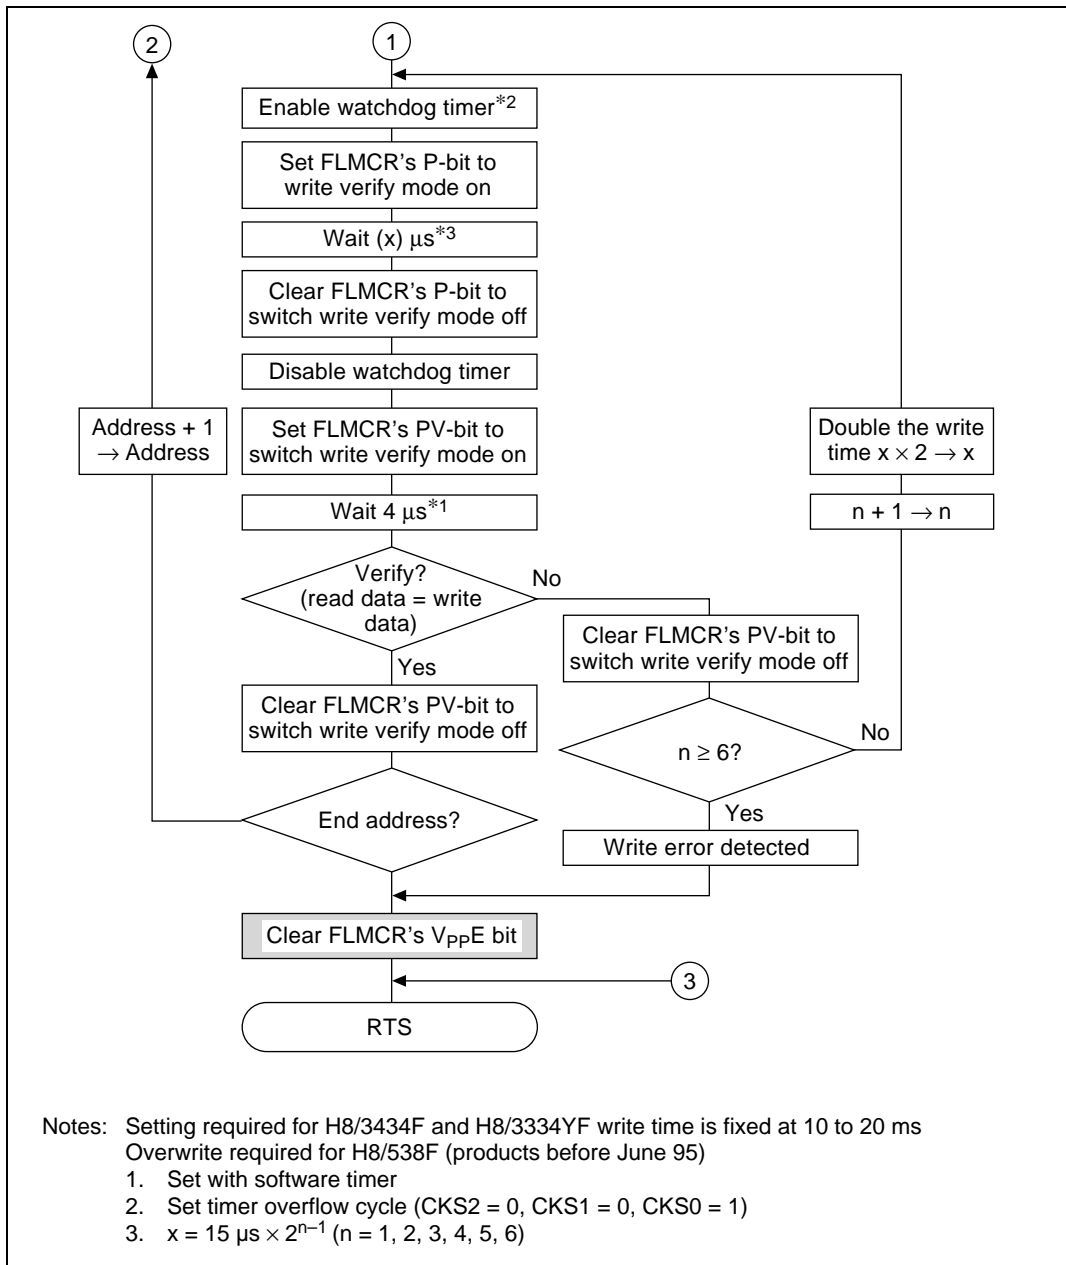 2
1
Enable watchdog timer*2
Set FLMCR's P-bit to
write verify mode on
Wait (x) μs*3
Clear FLMCR's P-bit to
switch write verify mode off
Disable watchdog timer
Address + 1
→ Address
Set FLMCR's PV-bit to
switch write verify mode on
Double the write
time x × 2 → x
Wait 4 μs*1
n + 1 → n
Verify?
(read data = write
data)
No
Yes
Clear FLMCR's PV-bit to
switch write verify mode off
Clear FLMCR's PV-bit to
switch write verify mode off
n ≥ 6?
No
Yes
End address?
Write error detected
Clear FLMCR's VPPE bit
3
RTS
Notes: Setting required for H8/3434F and H8/3334YF write time is fixed at 10 to 20 ms
Overwrite required for H8/538F (products before June 95)
1. Set with software timer
2. Set timer overflow cycle (CKS2 = 0, CKS1 = 0, CKS0 = 1)
3. x = 15 μs × 2^n–1 (n = 1, 2, 3, 4, 5, 6)